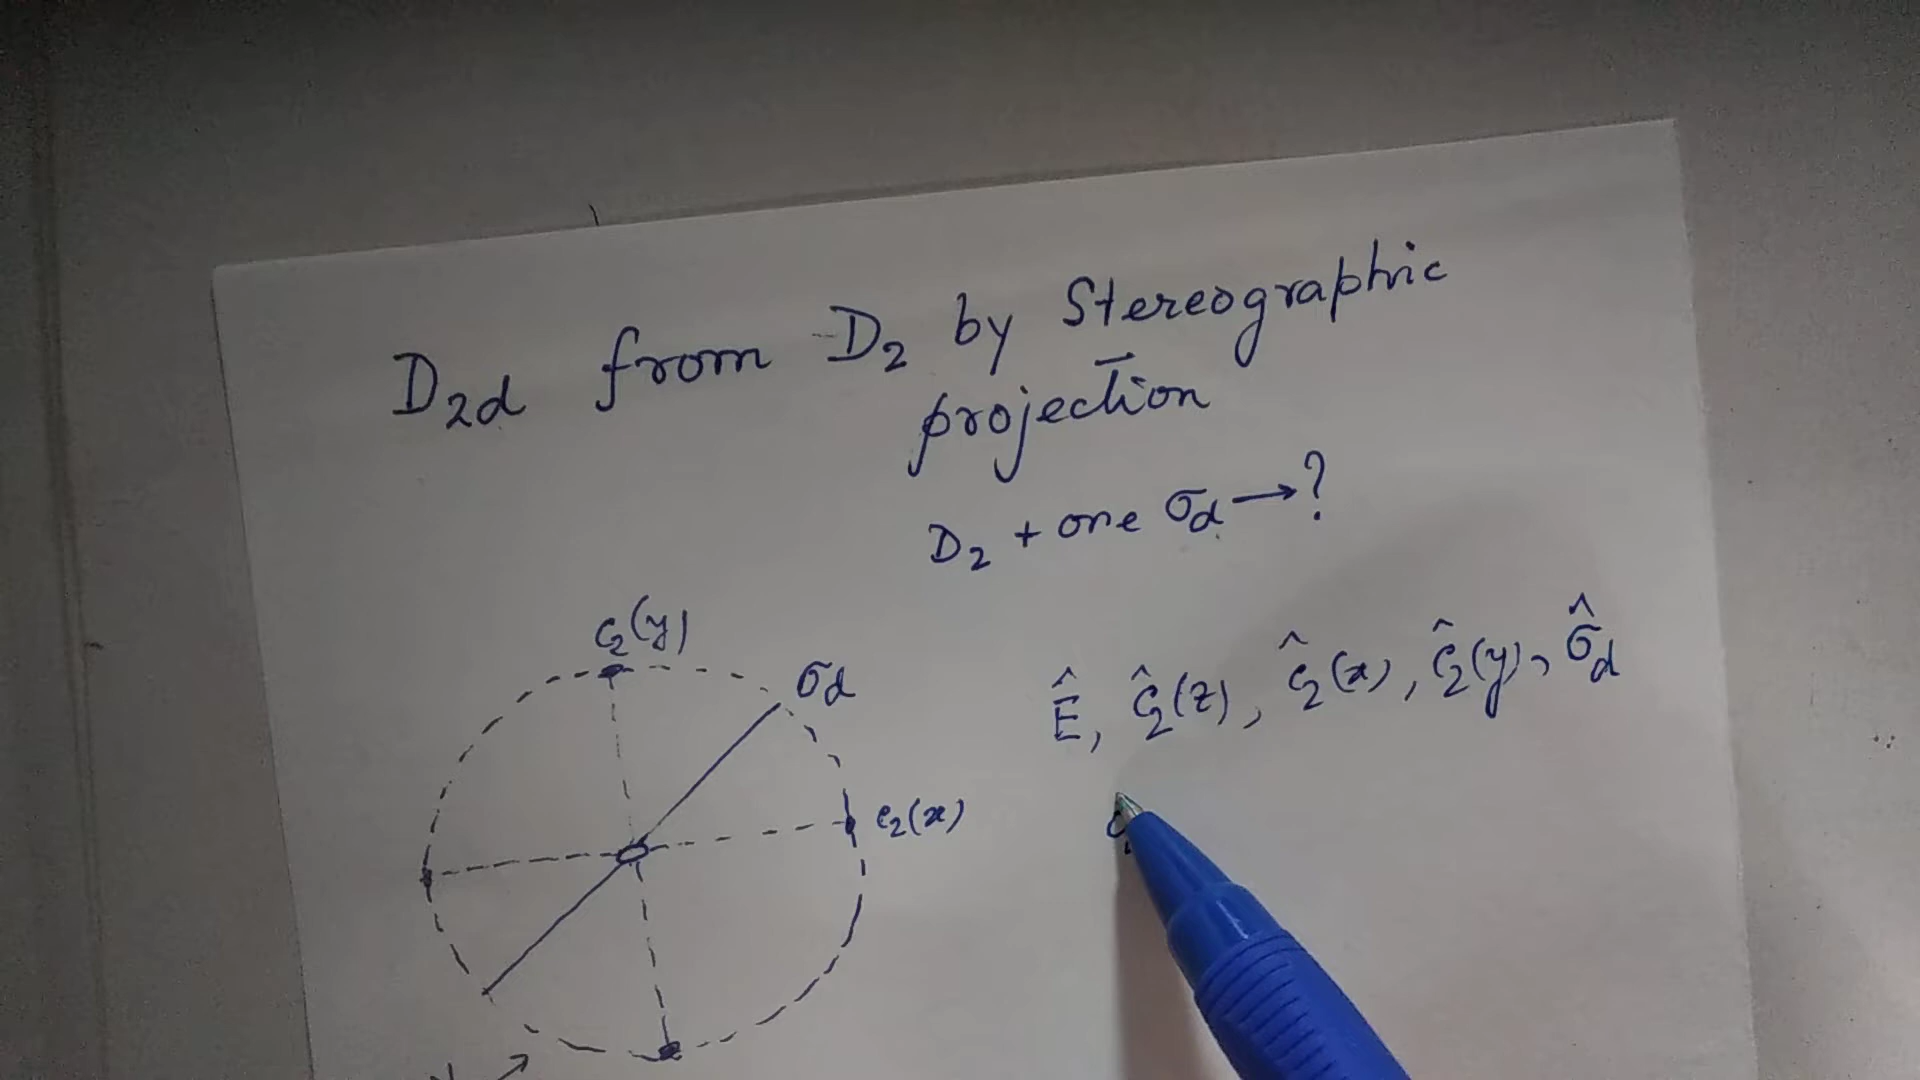 D₂d from D₂ by Stereographic
projection
D₂ + one σd → ?
C₂(y)
σd
Ê, Ĉ₂(z), Ĉ₂(x), Ĉ₂(y), σ̂d
C₂(x)